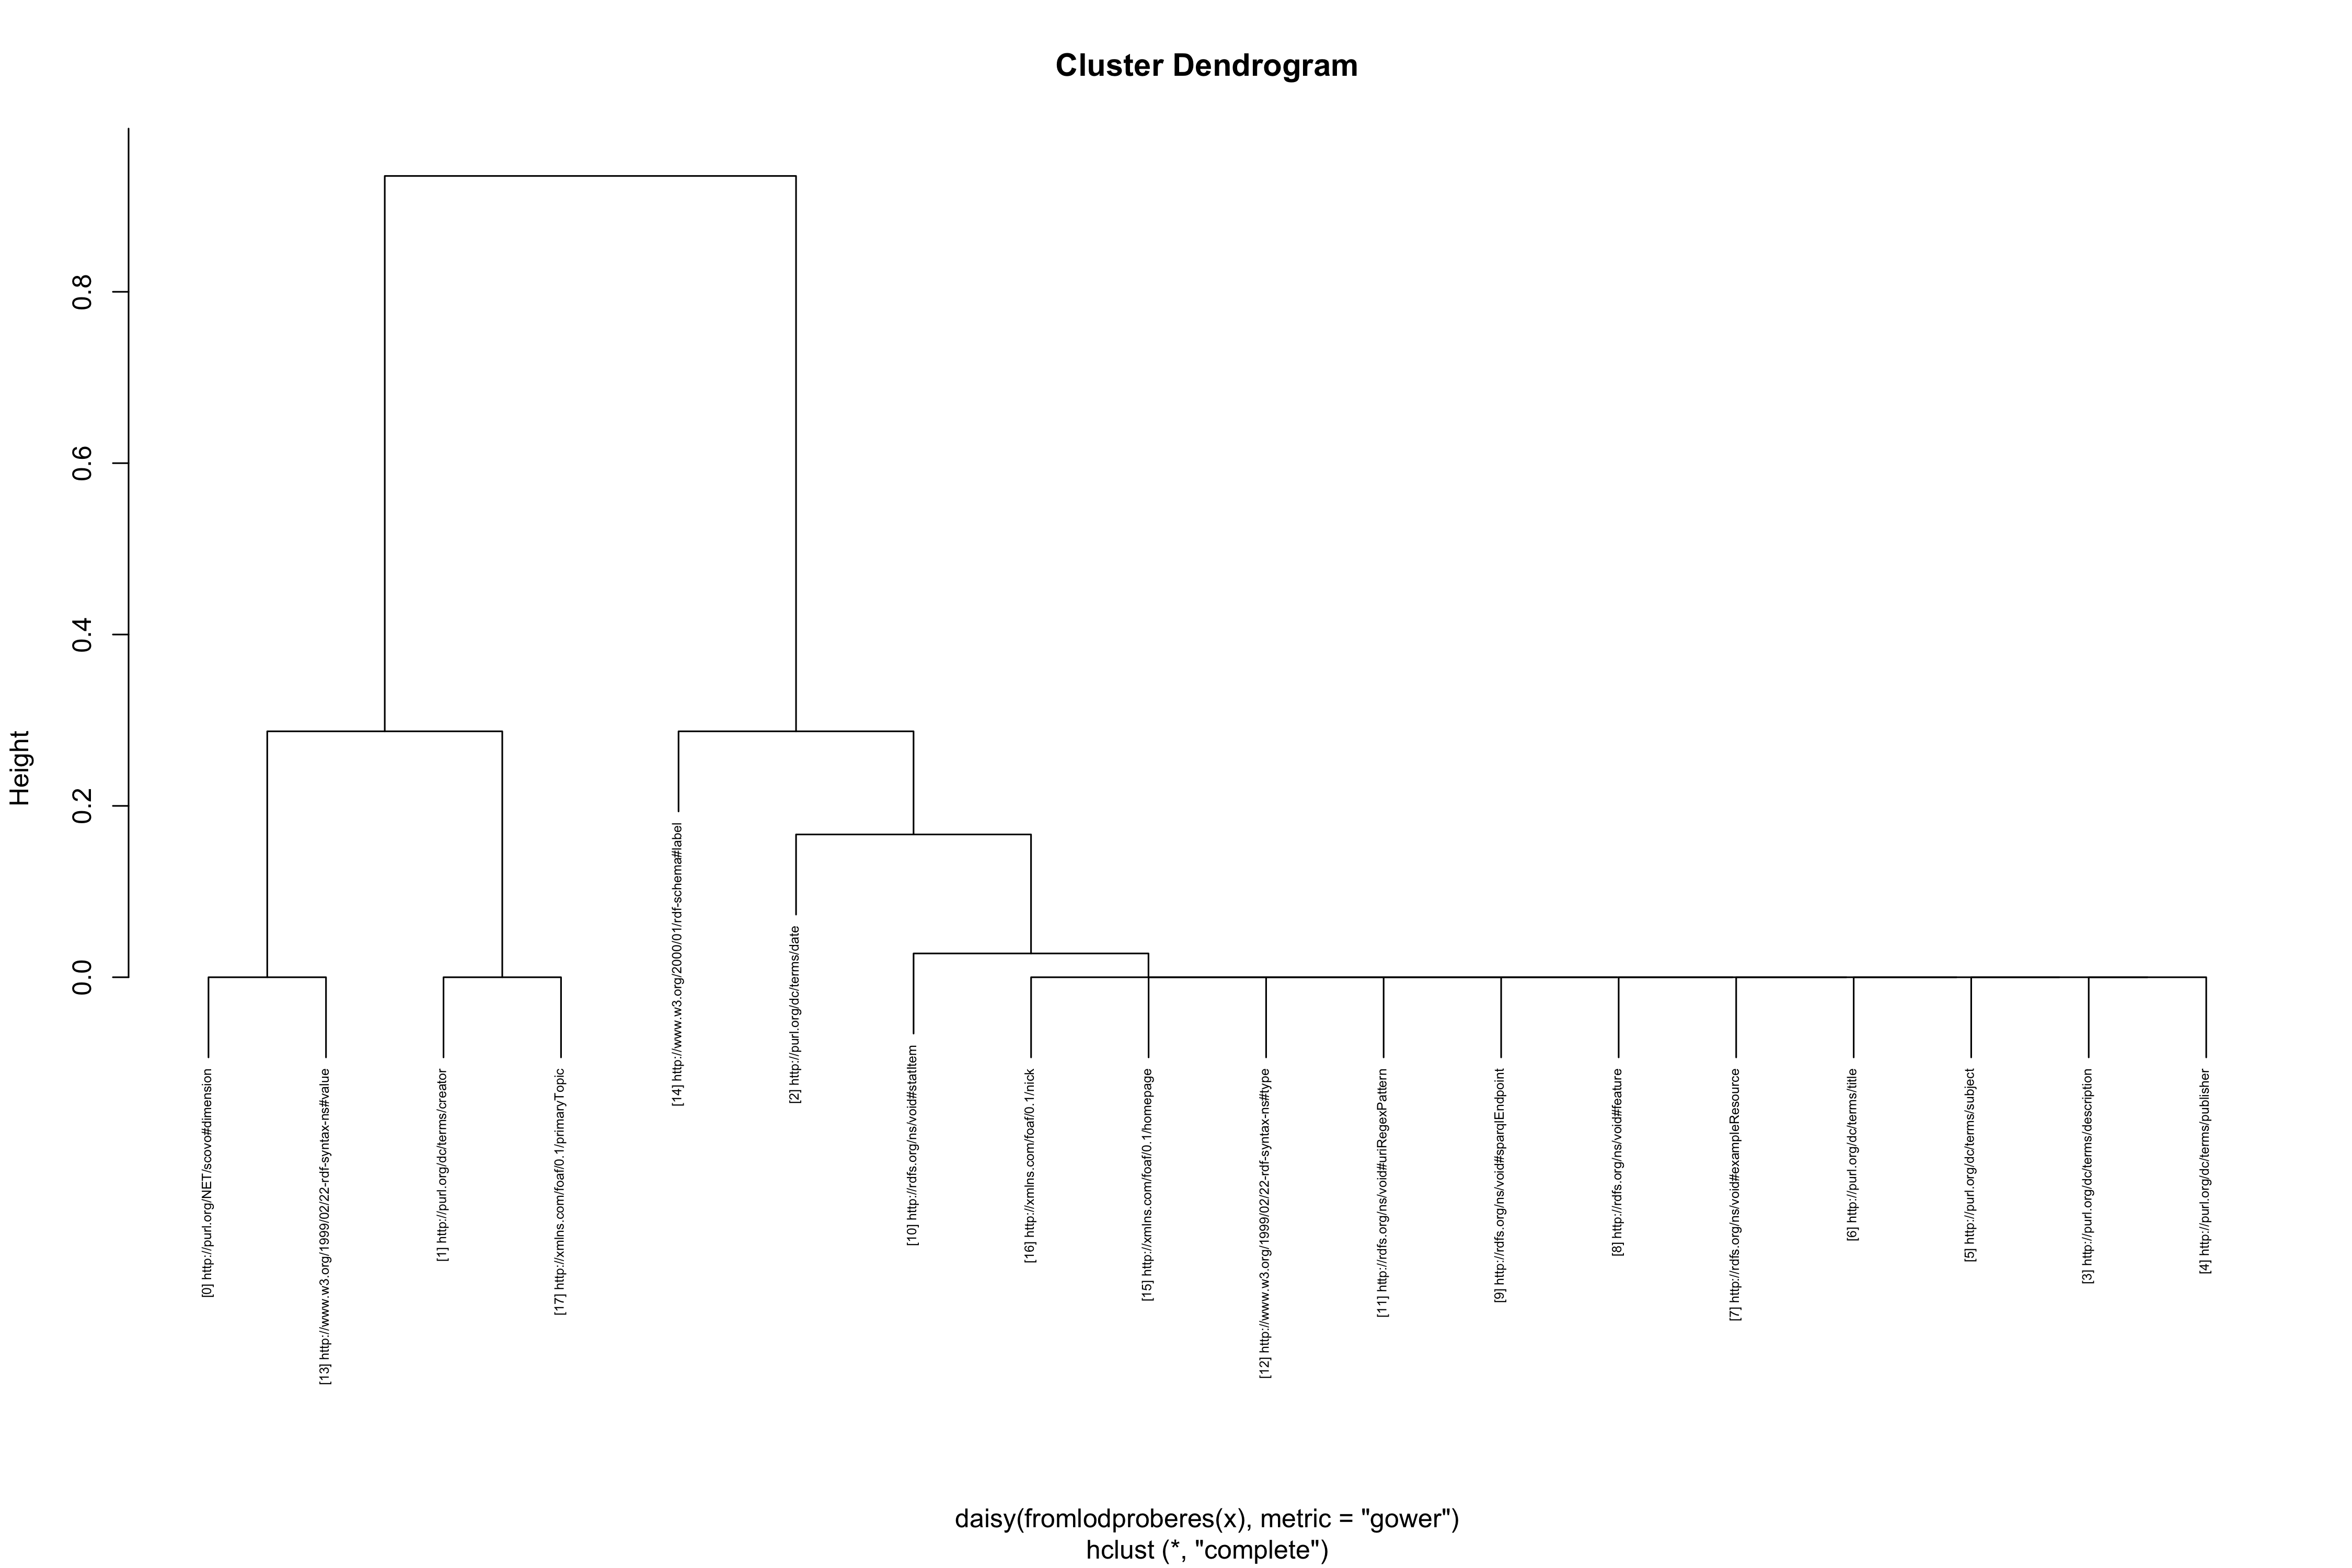 Cluster Dendrogram
Height
0.0
0.2
0.4
0.6
0.8
[0] http://purl.org/NET/scovo#dimension
[13] http://www.w3.org/1999/02/22-rdf-syntax-ns#value
[1] http://purl.org/dc/terms/creator
[17] http://xmlns.com/foaf/0.1/primaryTopic
[14] http://www.w3.org/2000/01/rdf-schema#label
[2] http://purl.org/dc/terms/date
[10] http://rdfs.org/ns/void#statItem
[16] http://xmlns.com/foaf/0.1/nick
[15] http://xmlns.com/foaf/0.1/homepage
[12] http://www.w3.org/1999/02/22-rdf-syntax-ns#type
[11] http://rdfs.org/ns/void#uriRegexPattern
[9] http://rdfs.org/ns/void#sparqlEndpoint
[8] http://rdfs.org/ns/void#feature
[7] http://rdfs.org/ns/void#exampleResource
[6] http://purl.org/dc/terms/title
[5] http://purl.org/dc/terms/subject
[3] http://purl.org/dc/terms/description
[4] http://purl.org/dc/terms/publisher
daisy(fromlodproberes(x), metric = "gower")
hclust (*, "complete")